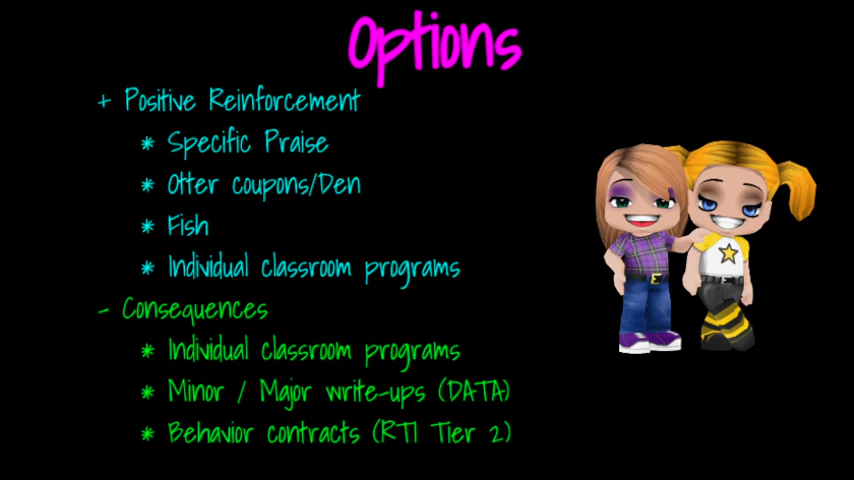 Options
+ Positive Reinforcement
* Specific Praise
* Otter coupons/Den
* Fish
* Individual classroom programs
- Consequences
* Individual classroom programs
* Minor / Major write-ups (DATA)
* Behavior contracts (RTI Tier 2)